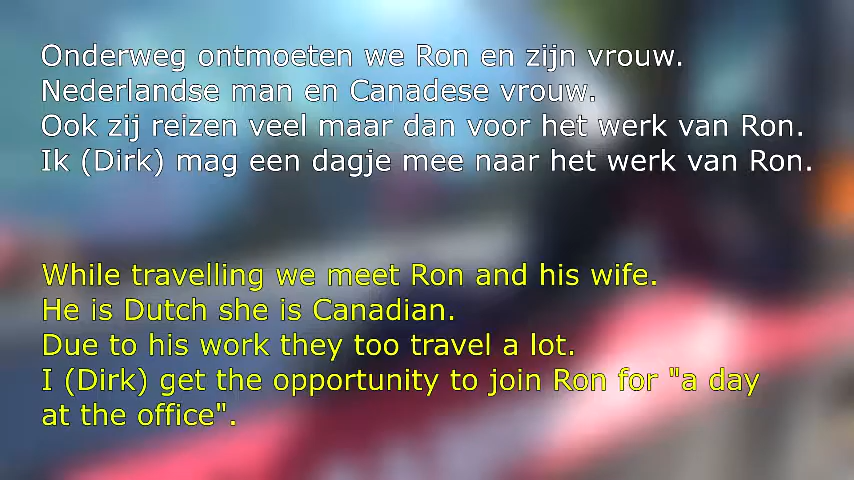 Onderweg ontmoeten we Ron en zijn vrouw.
Nederlandse man en Canadese vrouw.
Ook zij reizen veel maar dan voor het werk van Ron.
Ik (Dirk) mag een dagje mee naar het werk van Ron.
While travelling we meet Ron and his wife.
He is Dutch she is Canadian.
Due to his work they too travel a lot.
I (Dirk) get the opportunity to join Ron for "a day
at the office".